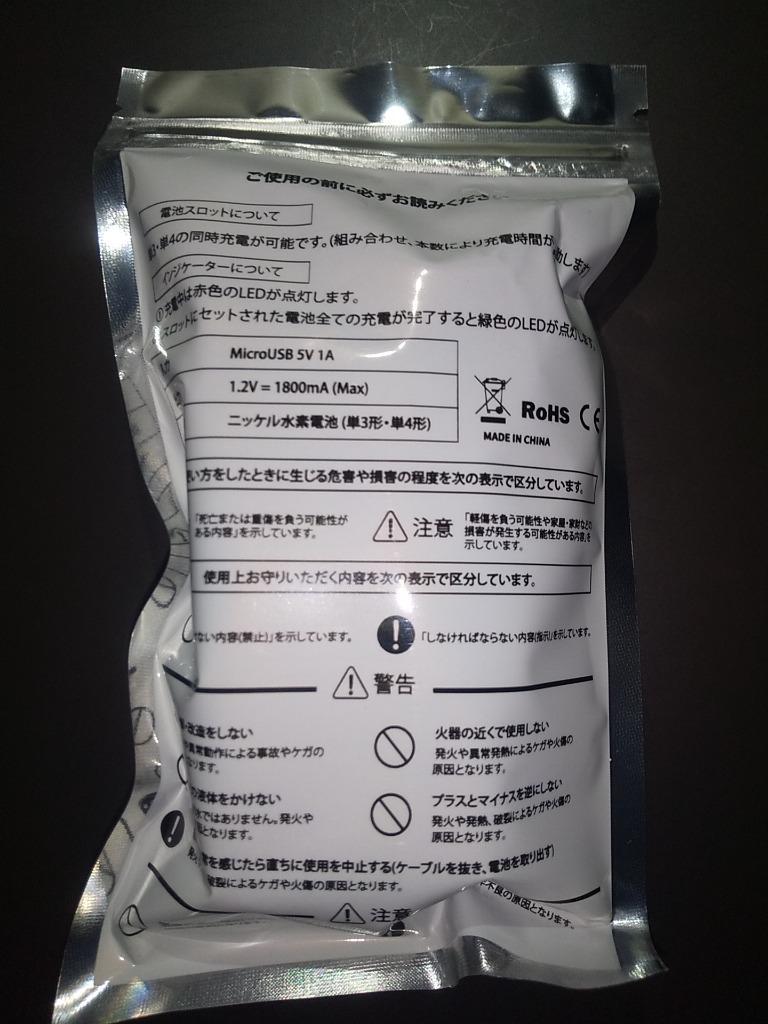 ご使用の前に必ずお読みくださ
電池スロットについて
単4の同時充電が可能です。(組み合わせ、本数により充電時間が
インジケーターについて
①充電中は赤色のLEDが点灯します。
スロットにセットされた電池全ての充電が完了すると緑色のLEDが点灯します。
MicroUSB 5V 1A
1.2V = 1800mA (Max)
ニッケル水素電池 (単3形・単4形)
RoHS CE
MADE IN CHINA
い方をしたときに生じる危害や損害の程度を次の表示で区分しています。
「死亡または重傷を負う可能性が
ある内容」を示しています。
注意
「軽傷を負う可能性や家屋・家財などの
損害が発生する可能性がある内容」を
示しています。
使用上お守りいただく内容を次の表示で区分しています。
ない内容(禁止)」を示しています。
「しなければならない内容(指示)」を示しています。
警告
・改造をしない
異常動作による事故やケガの
なります。
火器の近くで使用しない
発火や異常発熱によるケガや火傷の
原因となります。
の液体をかけない
水ではありません。発火や
となります。
プラスとマイナスを逆にしない
発火や発熱、破裂によるケガや火傷の
原因となります。
常を感じたら直ちに使用を中止する(ケーブルを抜き、電池を取り出す)
破裂によるケガや火傷の原因となります。
注意
不良の原因となります。